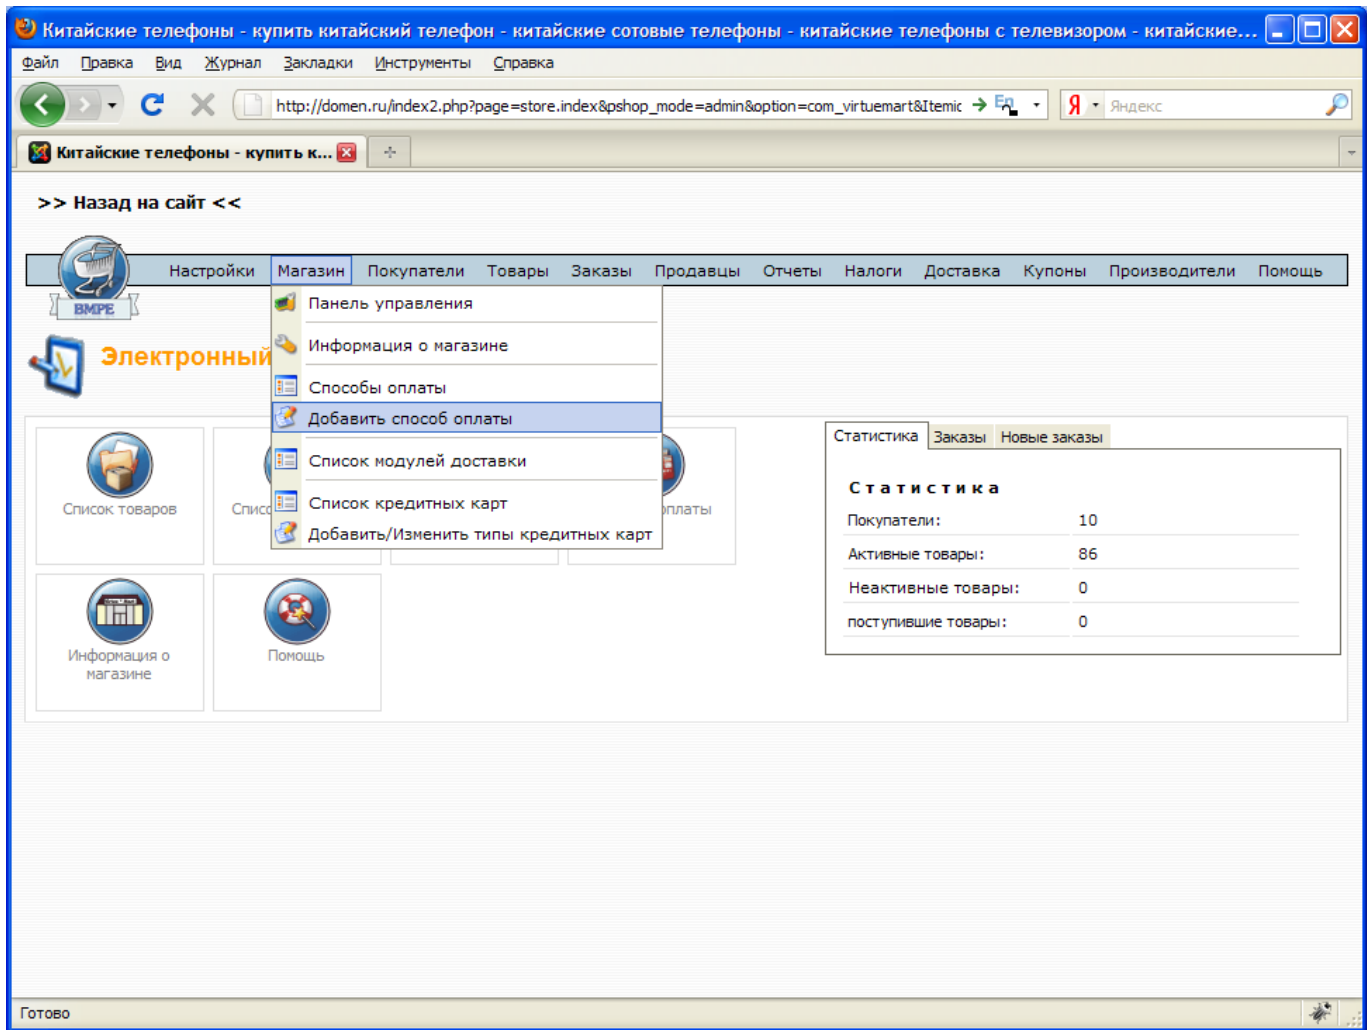 Китайские телефоны - купить китайский телефон - китайские сотовые телефоны - китайские телефоны с телевизором - китайские...
Файл Правка Вид Журнал Закладки Инструменты Справка
http://domen.ru/index2.php?page=store.index&pshop_mode=admin&option=com_virtuemart&Itemic
Я Яндекс
Китайские телефоны - купить к...
>> Назад на сайт <<
Настройки Магазин Покупатели Товары Заказы Продавцы Отчеты Налоги Доставка Купоны Производители Помощь
BMPE
Панель управления
Информация о магазине
Способы оплаты
Добавить способ оплаты
Список модулей доставки
Список кредитных карт
Добавить/Изменить типы кредитных карт
Электронный
Список товаров
Информация о
магазине
Помощь
Статистика Заказы Новые заказы
Статистика
Покупатели: 10
Активные товары: 86
Неактивные товары: 0
поступившие товары: 0
Готово